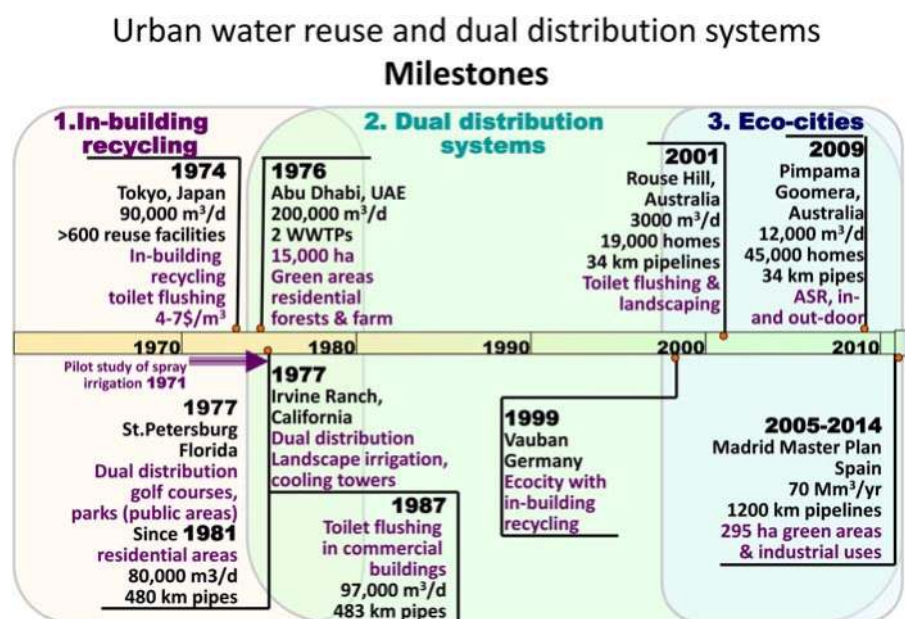 Urban water reuse and dual distribution systems
Milestones
1.In-building
recycling
2. Dual distribution
systems
3. Eco-cities
1974
Tokyo, Japan
90,000 m³/d
>600 reuse facilities
In-building
recycling
toilet flushing
4-7$/m³
1976
Abu Dhabi, UAE
200,000 m³/d
2 WWTPs
15,000 ha
Green areas
residential
forests & farm
2001
Rouse Hill,
Australia
3000 m³/d
19,000 homes
34 km pipelines
Toilet flushing &
landscaping
2009
Pimpama
Goomera,
Australia
12,000 m³/d
45,000 homes
34 km pipes
ASR, in-
and out-door
1970
1980
1990
2000
2010
Pilot study of spray
irrigation 1971
1977
St.Petersburg
Florida
Dual distribution
golf courses,
parks (public areas)
Since 1981
residential areas
80,000 m3/d
480 km pipes
1977
Irvine Ranch,
California
Dual distribution
Landscape irrigation,
cooling towers
1987
Toilet flushing
in commercial
buildings
97,000 m³/d
483 km pipes
1999
Vauban
Germany
Ecocity with
in-building
recycling
2005-2014
Madrid Master Plan
Spain
70 Mm³/yr
1200 km pipelines
295 ha green areas
& industrial uses